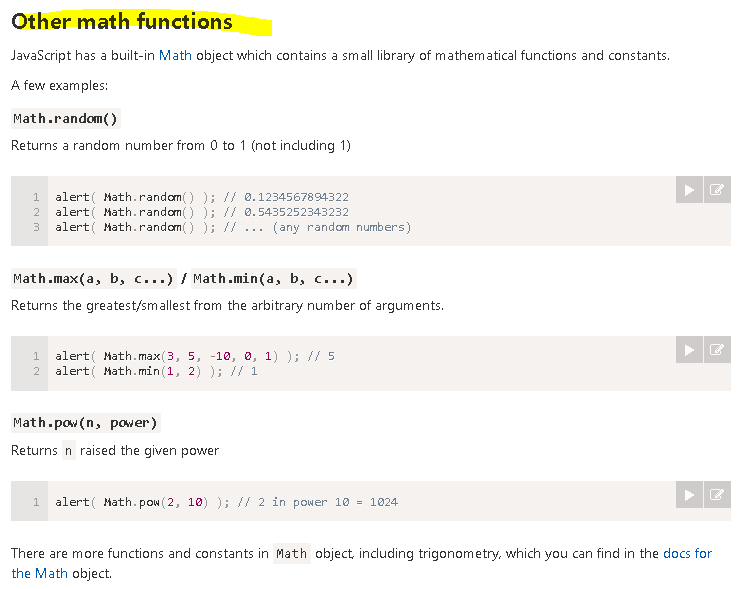 Other math functions
JavaScript has a built-in Math object which contains a small library of mathematical functions and constants.
A few examples:
Math.random()
Returns a random number from 0 to 1 (not including 1)
1 alert( Math.random() ); // 0.1234567894322
2 alert( Math.random() ); // 0.5435252343232
3 alert( Math.random() ); // ... (any random numbers)
Math.max(a, b, c...) / Math.min(a, b, c...)
Returns the greatest/smallest from the arbitrary number of arguments.
1 alert( Math.max(3, 5, -10, 0, 1) ); // 5
2 alert( Math.min(1, 2) ); // 1
Math.pow(n, power)
Returns n raised the given power
1 alert( Math.pow(2, 10) ); // 2 in power 10 = 1024
There are more functions and constants in Math object, including trigonometry, which you can find in the docs for
the Math object.